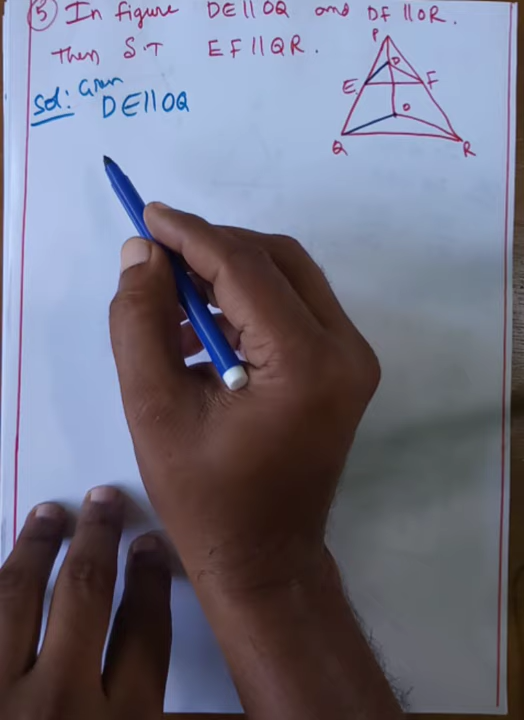 5) In figure DE||OQ and DF||OR.
Then S.T EF||QR.
Sol: Given
DE||OQ
P
D
E F
O
Q R